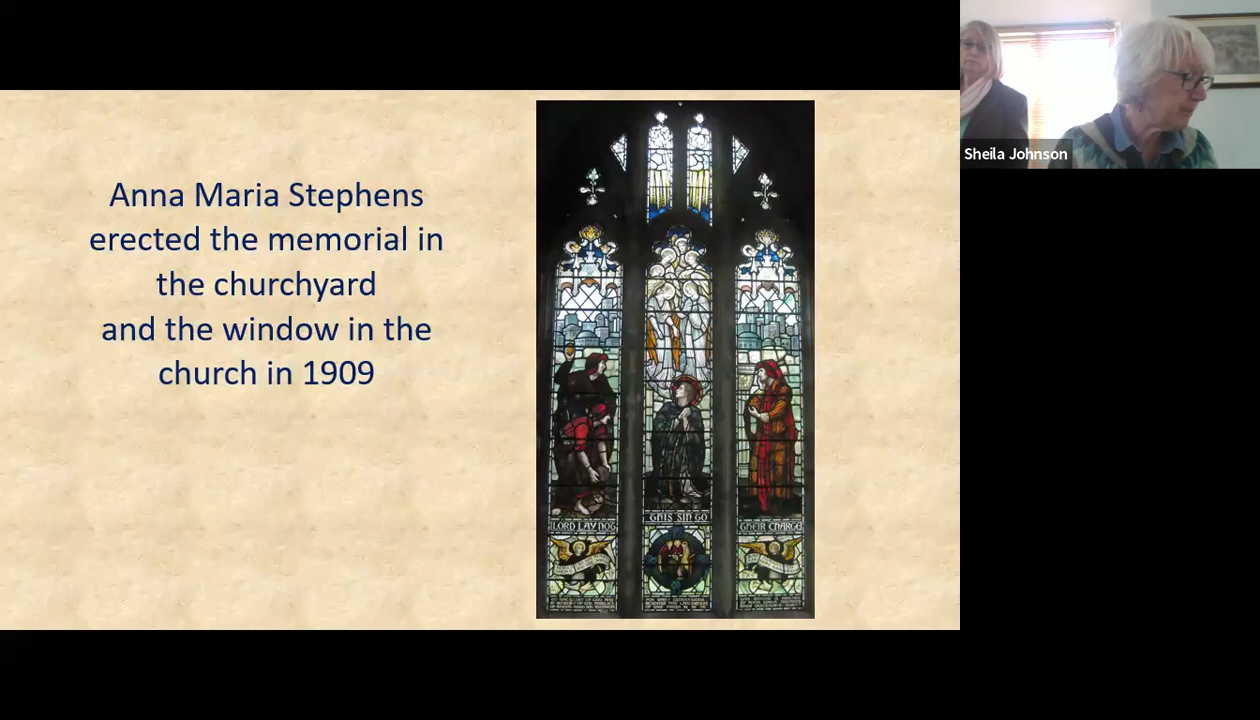 Anna Maria Stephens
erected the memorial in
the churchyard
and the window in the
church in 1909
LORD LAY NOT
THIS SIN TO
THEIR CHARGE
Sheila Johnson